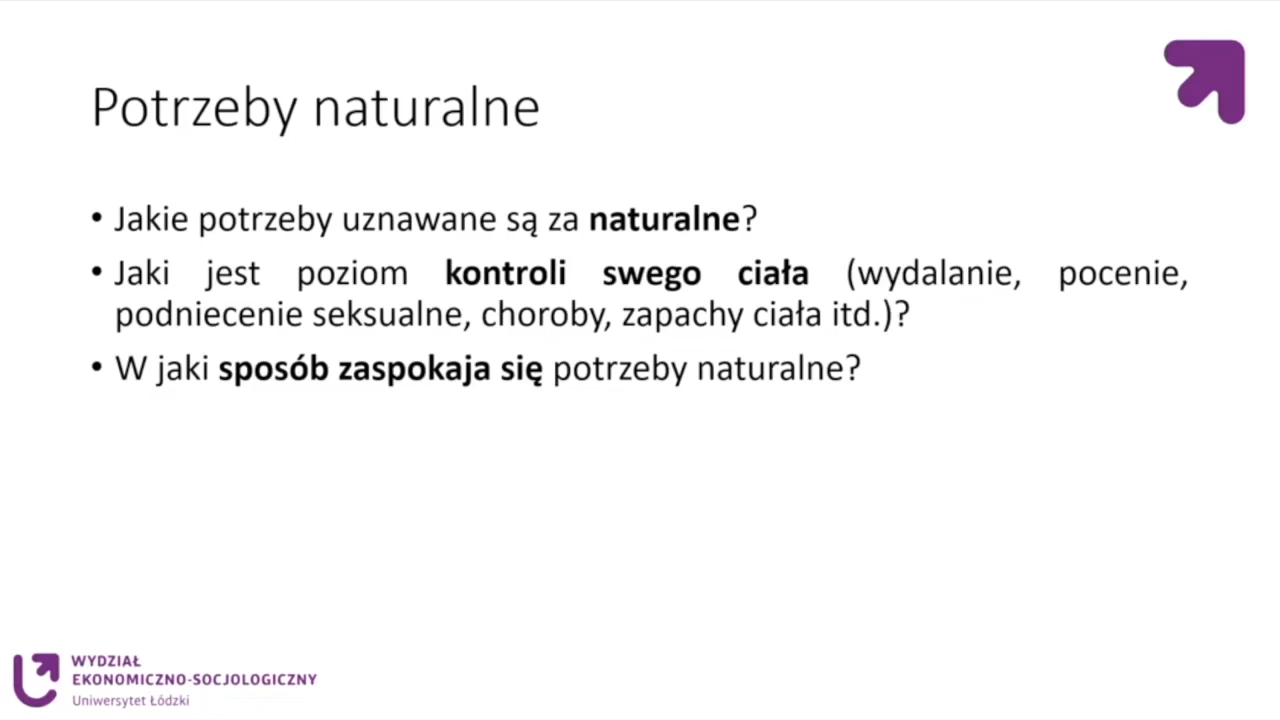 Potrzeby naturalne
• Jakie potrzeby uznawane są za naturalne?
• Jaki jest poziom kontroli swego ciała (wydalanie, pocenie,
podniecenie seksualne, choroby, zapachy ciała itd.)?
• W jaki sposób zaspokaja się potrzeby naturalne?
WYDZIAŁ
EKONOMICZNO-SOCJOLOGICZNY
Uniwersytet Łódzki